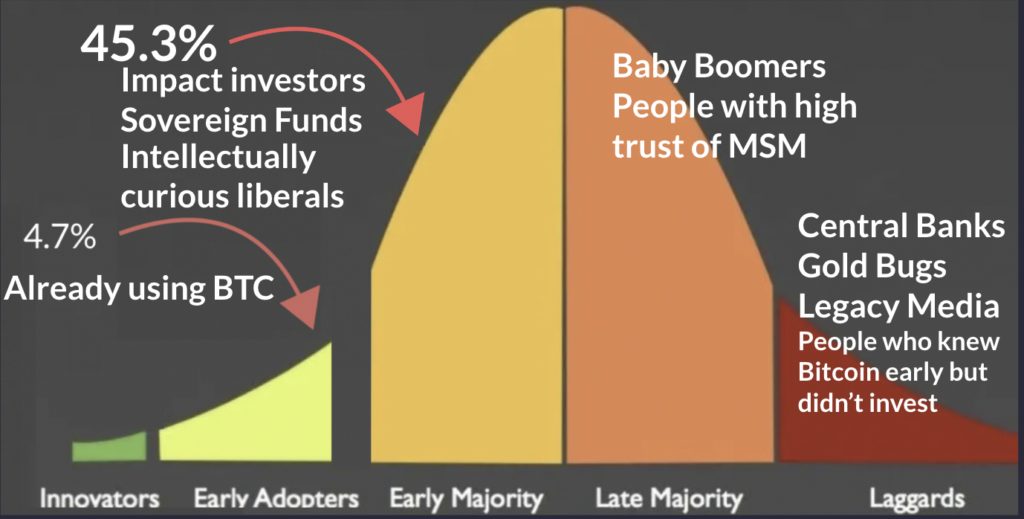 45.3%
Impact investors
Sovereign Funds
Intellectually
curious liberals
4.7%
Already using BTC
Baby Boomers
People with high
trust of MSM
Central Banks
Gold Bugs
Legacy Media
People who knew
Bitcoin early but
didn't invest
Innovators
Early Adopters
Early Majority
Late Majority
Laggards